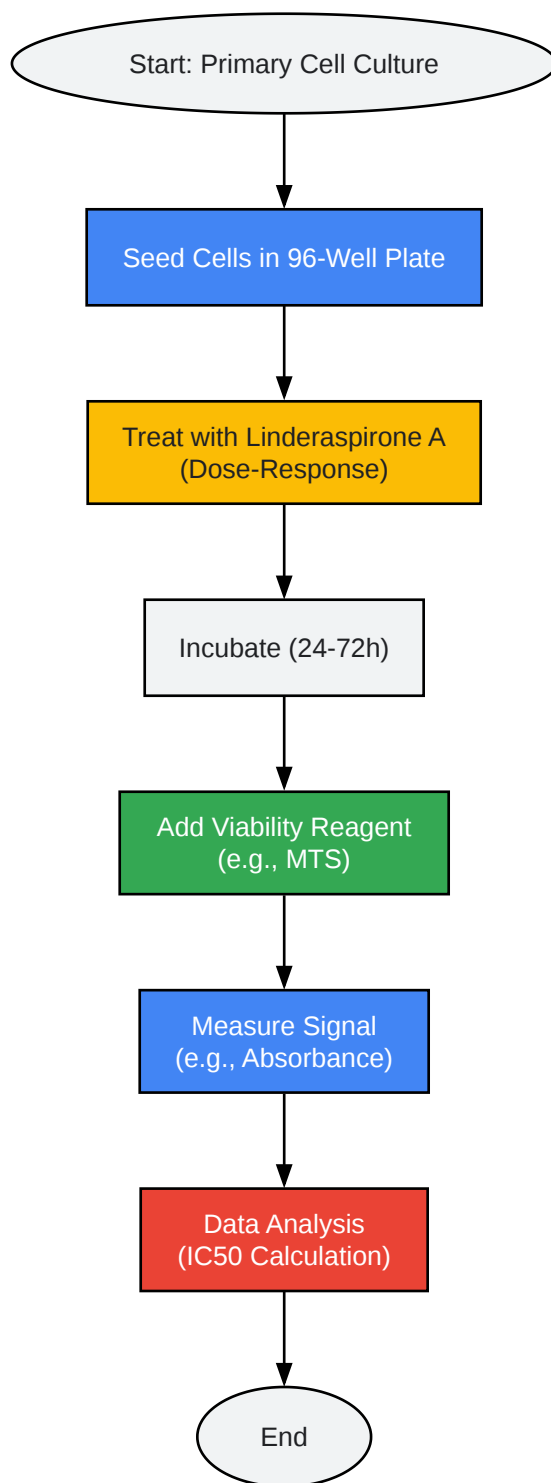 Start: Primary Cell Culture
Seed Cells in 96-Well Plate
Treat with Linderaspirone A
(Dose-Response)
Incubate (24-72h)
Add Viability Reagent
(e.g., MTS)
Measure Signal
(e.g., Absorbance)
Data Analysis
(IC50 Calculation)
End